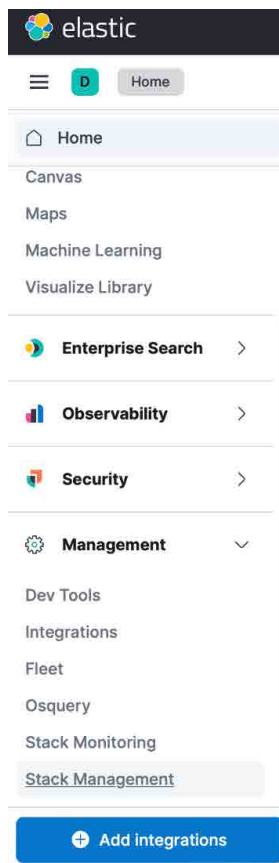 elastic
D Home
Home
Canvas
Maps
Machine Learning
Visualize Library
Enterprise Search
Observability
Security
Management
Dev Tools
Integrations
Fleet
Osquery
Stack Monitoring
Stack Management
Add integrations